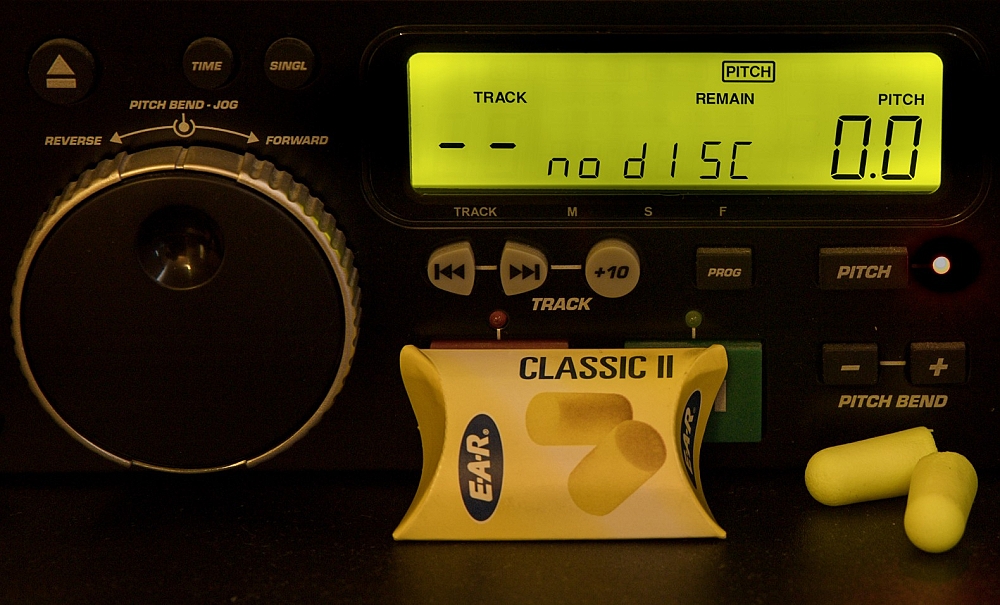 TIME
SINGL
PITCH BEND - JOG
REVERSE
FORWARD
PITCH
TRACK
REMAIN
PITCH
-- no dISC 0.0
TRACK M S F
+10
PROG
PITCH
TRACK
- +
PITCH BEND
CLASSIC II
E·A·R®
E·A·R